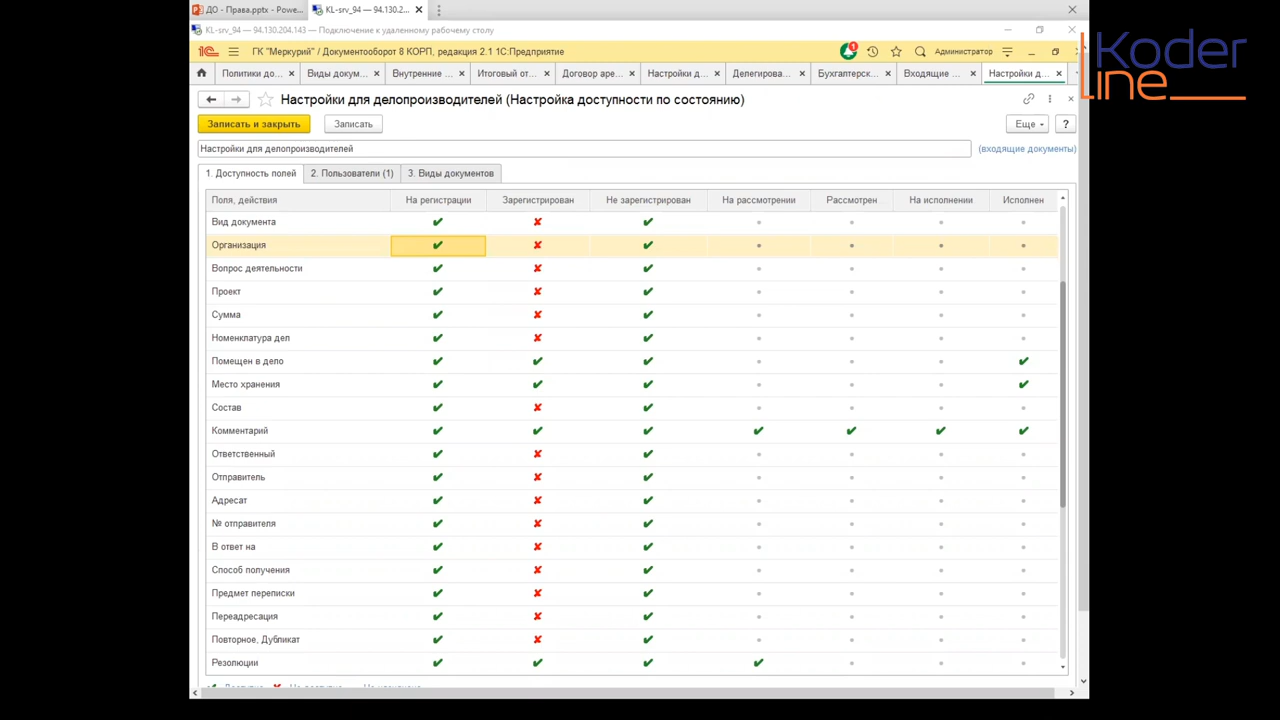 ДО - Права.pptx - Powe...
KL-srv_94 — 94.130.2...
KL-srv_94 — 94.130.204.143 — Подключение к удаленному рабочему столу
Koder
Line
1С ГК "Меркурий" / Документооборот 8 КОРП, редакция 2.1 1С:Предприятие
1
Администратор
Политики до...
Виды докум...
Внутренние ...
Итоговый от...
Договор аре...
Настройки д...
Делегирова...
Бухгалтерск...
Входящие ...
Настройки д...
Настройки для делопроизводителей (Настройка доступности по состоянию)
Записать и закрыть
Записать
Еще
?
Настройки для делопроизводителей
(входящие документы)
1. Доступность полей
2. Пользователи (1)
3. Виды документов
Поля, действия
На регистрации
Зарегистрирован
Не зарегистрирован
На рассмотрении
Рассмотрен
На исполнении
Исполнен
Вид документа
Организация
Вопрос деятельности
Проект
Сумма
Номенклатура дел
Помещен в дело
Место хранения
Состав
Комментарий
Ответственный
Отправитель
Адресат
№ отправителя
В ответ на
Способ получения
Предмет переписки
Переадресация
Повторное, Дубликат
Резолюции